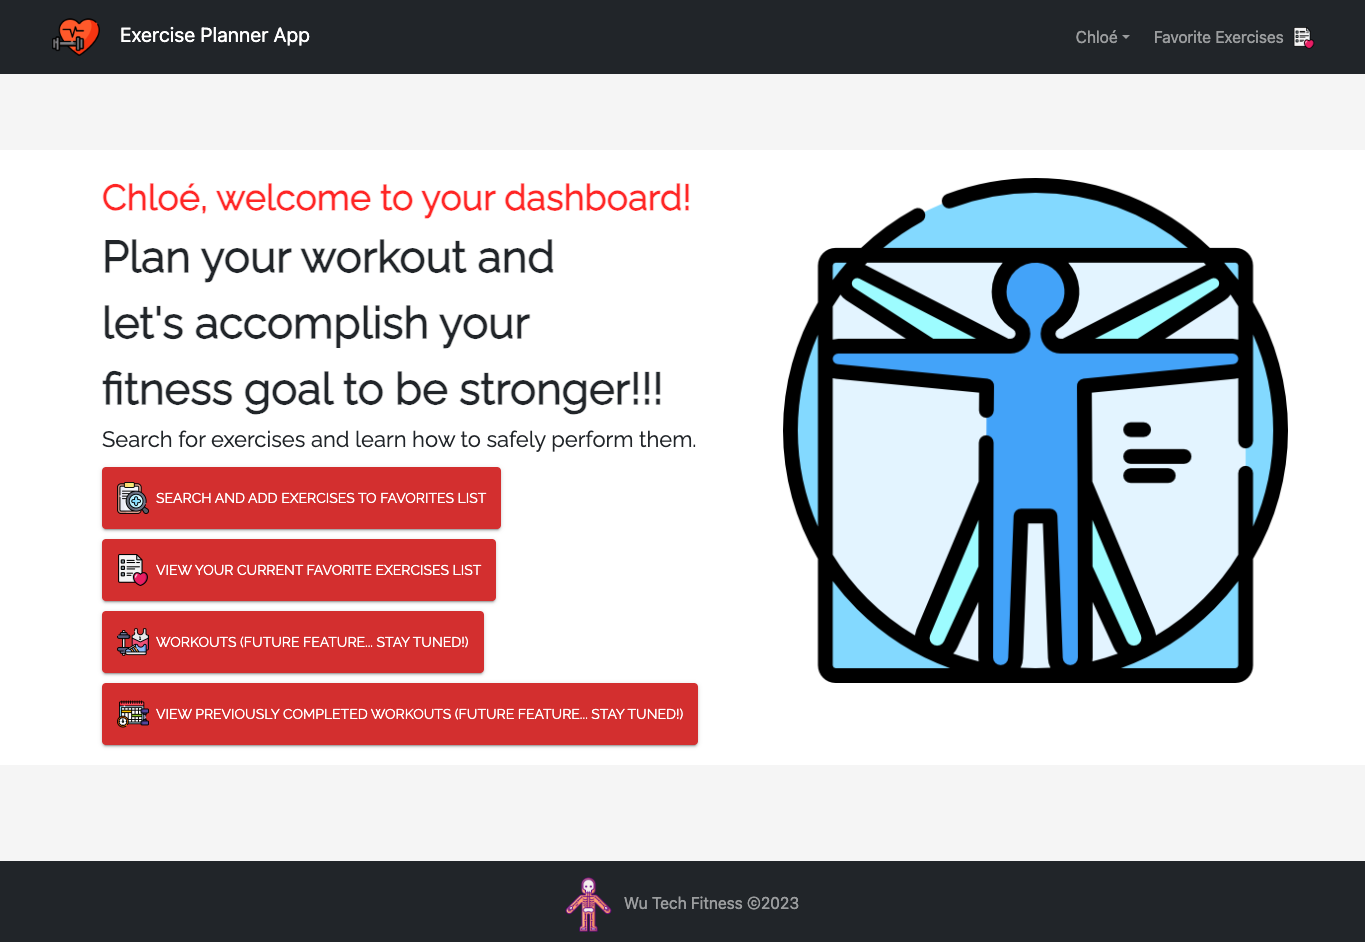 Exercise Planner App
Chloé
Favorite Exercises
Chloé, welcome to your dashboard!
Plan your workout and
let's accomplish your
fitness goal to be stronger!!!
Search for exercises and learn how to safely perform them.
SEARCH AND ADD EXERCISES TO FAVORITES LIST
VIEW YOUR CURRENT FAVORITE EXERCISES LIST
WORKOUTS (FUTURE FEATURE... STAY TUNED!)
VIEW PREVIOUSLY COMPLETED WORKOUTS (FUTURE FEATURE... STAY TUNED!)
Wu Tech Fitness ©2023